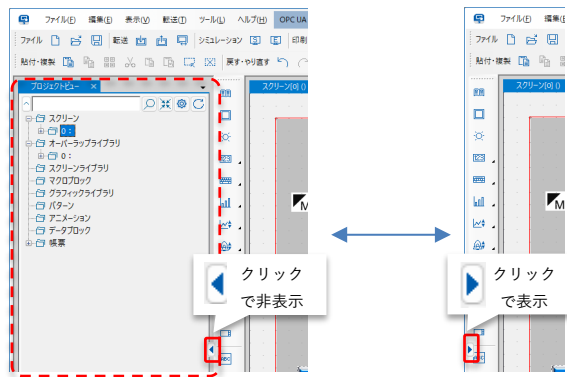 ファイル(F) 編集(E) 表示(V) 転送(T) ツール(L) ヘルプ(H) OPC UA
ファイル 転送 シミュレーション S E 印刷
貼付・複製 戻す・やり直す
プロジェクトビュー ×
スクリーン[0] ()
スクリーン
0 :
オーバーラップライブラリ
0 :
スクリーンライブラリ
マクロブロック
グラフィックライブラリ
パターン
アニメーション
データブロック
帳票
123
M
ABC
クリック
で非表示
ファイル(F) 編集(E)
ファイル
貼付・複製
スクリーン[0] ()
123
M
クリック
で表示
ABC